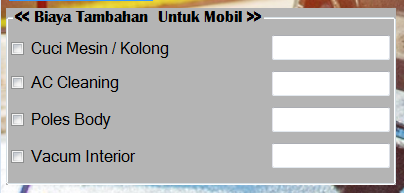 << Biaya Tambahan Untuk Mobil >>
Cuci Mesin / Kolong
AC Cleaning
Poles Body
Vacum Interior